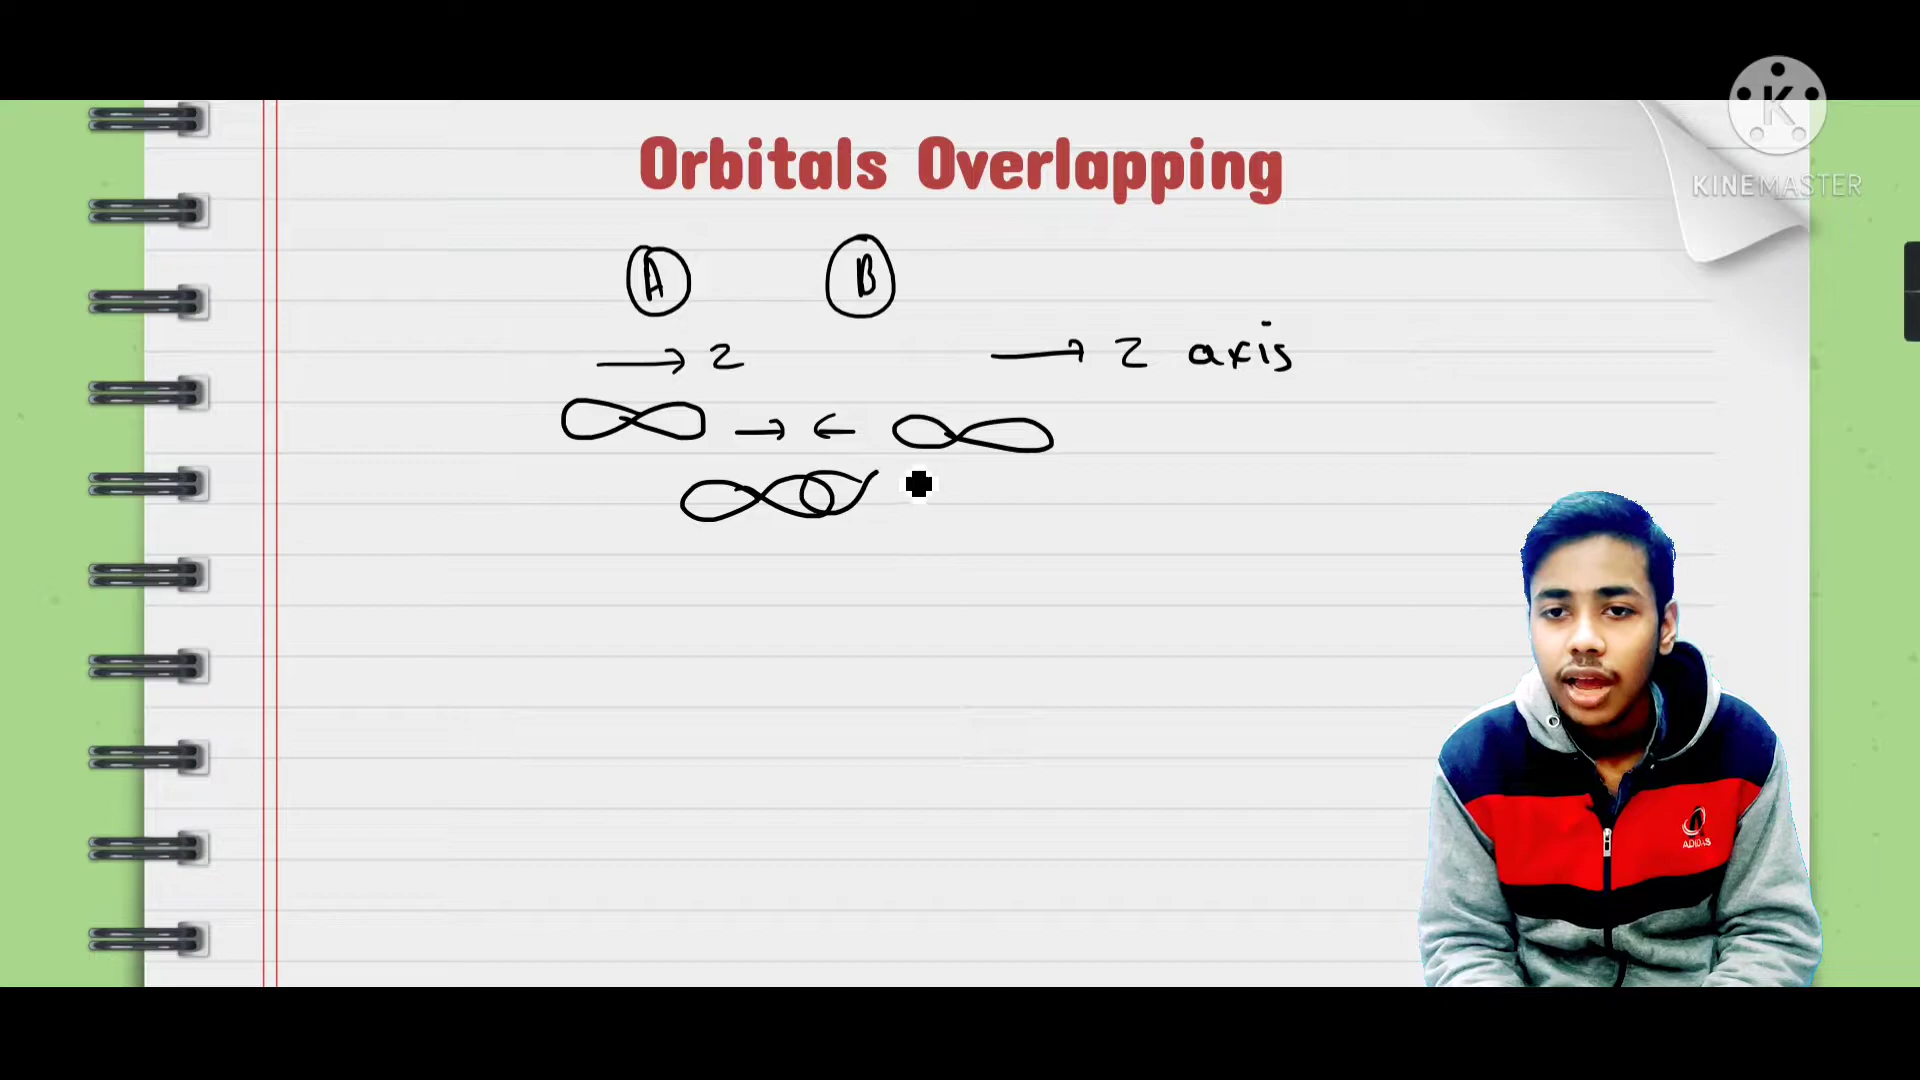 Orbitals Overlapping
KINEMASTER
A B
→ z → z axis
→ ←
ADIDAS